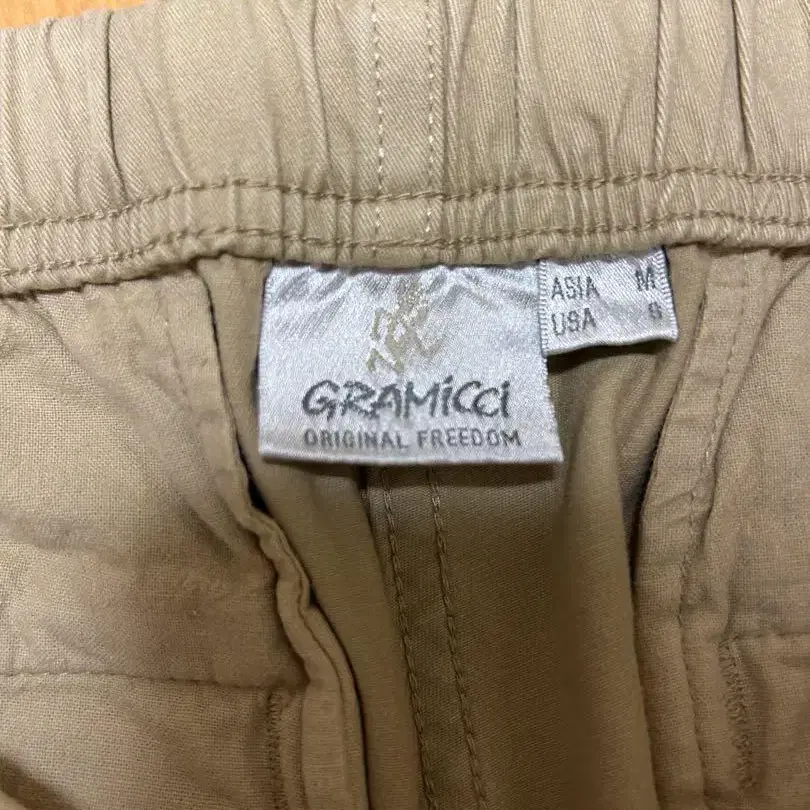 GRAMiCCi
ORIGINAL FREEDOM
ASIA M
USA S